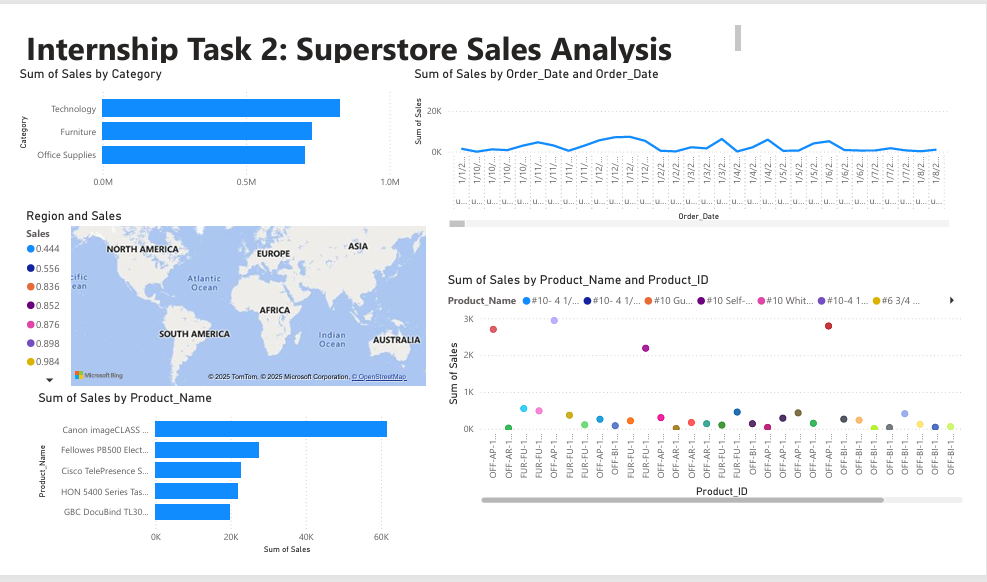 Internship Task 2: Superstore Sales Analysis
Sum of Sales by Category
Category
Technology
Furniture
Office Supplies
0.0M 0.5M 1.0M
Sum of Sales by Order_Date and Order_Date
Sum of Sales
20K
0K
1/1/2... 1/10/... 1/10/... 1/10/... 1/10/... 1/11/... 1/11/... 1/11/... 1/11/... 1/12/... 1/12/... 1/12/... 1/12/... 1/2/2... 1/2/2... 1/3/2... 1/3/2... 1/3/2... 1/4/2... 1/4/2... 1/4/2... 1/5/2... 1/5/2... 1/5/2... 1/6/2... 1/6/2... 1/6/2... 1/7/2... 1/7/2... 1/8/2... 1/8/2...
u... u... u... u... u... u... u... u... u... u... u... u... u... u... u... u... u... u... u... u... u... u... u... u... u... u... u... u... u... u... u... u...
Order_Date
Region and Sales
Sales
0.444
0.556
0.836
0.852
0.876
0.898
0.984
NORTH AMERICA
EUROPE
ASIA
cific
ean
Atlantic
Ocean
AFRICA
SOUTH AMERICA
Indian
Ocean
AUSTRALIA
Microsoft Bing
© 2025 TomTom, © 2025 Microsoft Corporation, © OpenStreetMap
Sum of Sales by Product_Name and Product_ID
Product_Name #10- 4 1/... #10- 4 1/... #10 Gu... #10 Self-... #10 Whit... #10-4 1... #6 3/4 ...
Sum of Sales
3K
2K
1K
0K
OFF-AP-1... OFF-AR-1... FUR-FU-1... FUR-FU-1... OFF-AP-1... FUR-FU-1... OFF-AP-1... OFF-BI-1... OFF-BI-1... FUR-FU-1... FUR-FU-1... OFF-AP-1... OFF-AR-1... OFF-AP-1... OFF-AR-1... FUR-FU-1... FUR-FU-1... OFF-BI-1... OFF-AP-1... OFF-AP-1... OFF-AP-1... OFF-AP-1... OFF-AP-1... OFF-BI-1... OFF-BI-1... OFF-BI-1... OFF-BI-1... OFF-BI-1... OFF-BI-1... OFF-BI-1... OFF-BI-1...
Product_ID
Sum of Sales by Product_Name
Product_Name
Canon imageCLASS ...
Fellowes PB500 Elect...
Cisco TelePresence S...
HON 5400 Series Tas...
GBC DocuBind TL30...
0K 20K 40K 60K
Sum of Sales